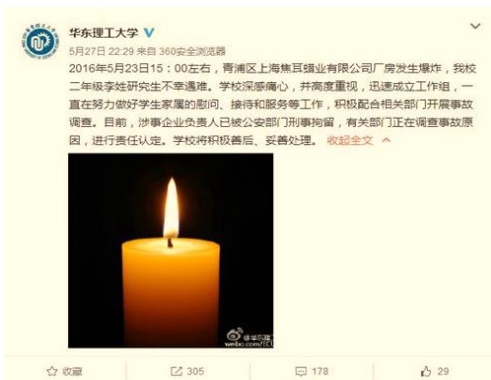 华东理工大学
5月27日 22:29 来自 360安全浏览器
2016年5月23日15：00左右，青浦区上海焦耳蜡业有限公司厂房发生爆炸，我校
二年级李姓研究生不幸遇难。学校深感痛心，并高度重视，迅速成立工作组，一
直在努力做好学生家属的慰问、接待和服务等工作，积极配合相关部门开展事故
调查。目前，涉事企业负责人已被公安部门刑事拘留，有关部门正在调查事故原
因，进行责任认定。学校将积极善后、妥善处理。 收起全文
收藏 305 178 29